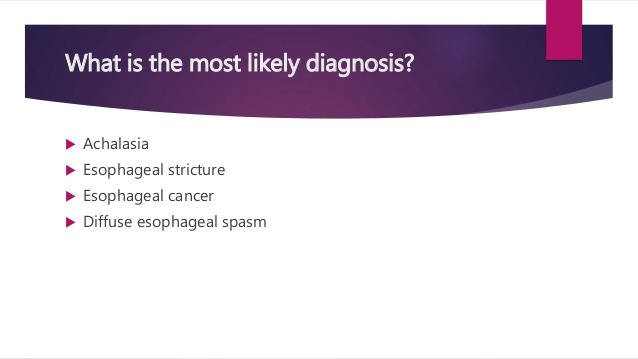 What is the most likely diagnosis?
Achalasia
Esophageal stricture
Esophageal cancer
Diffuse esophageal spasm